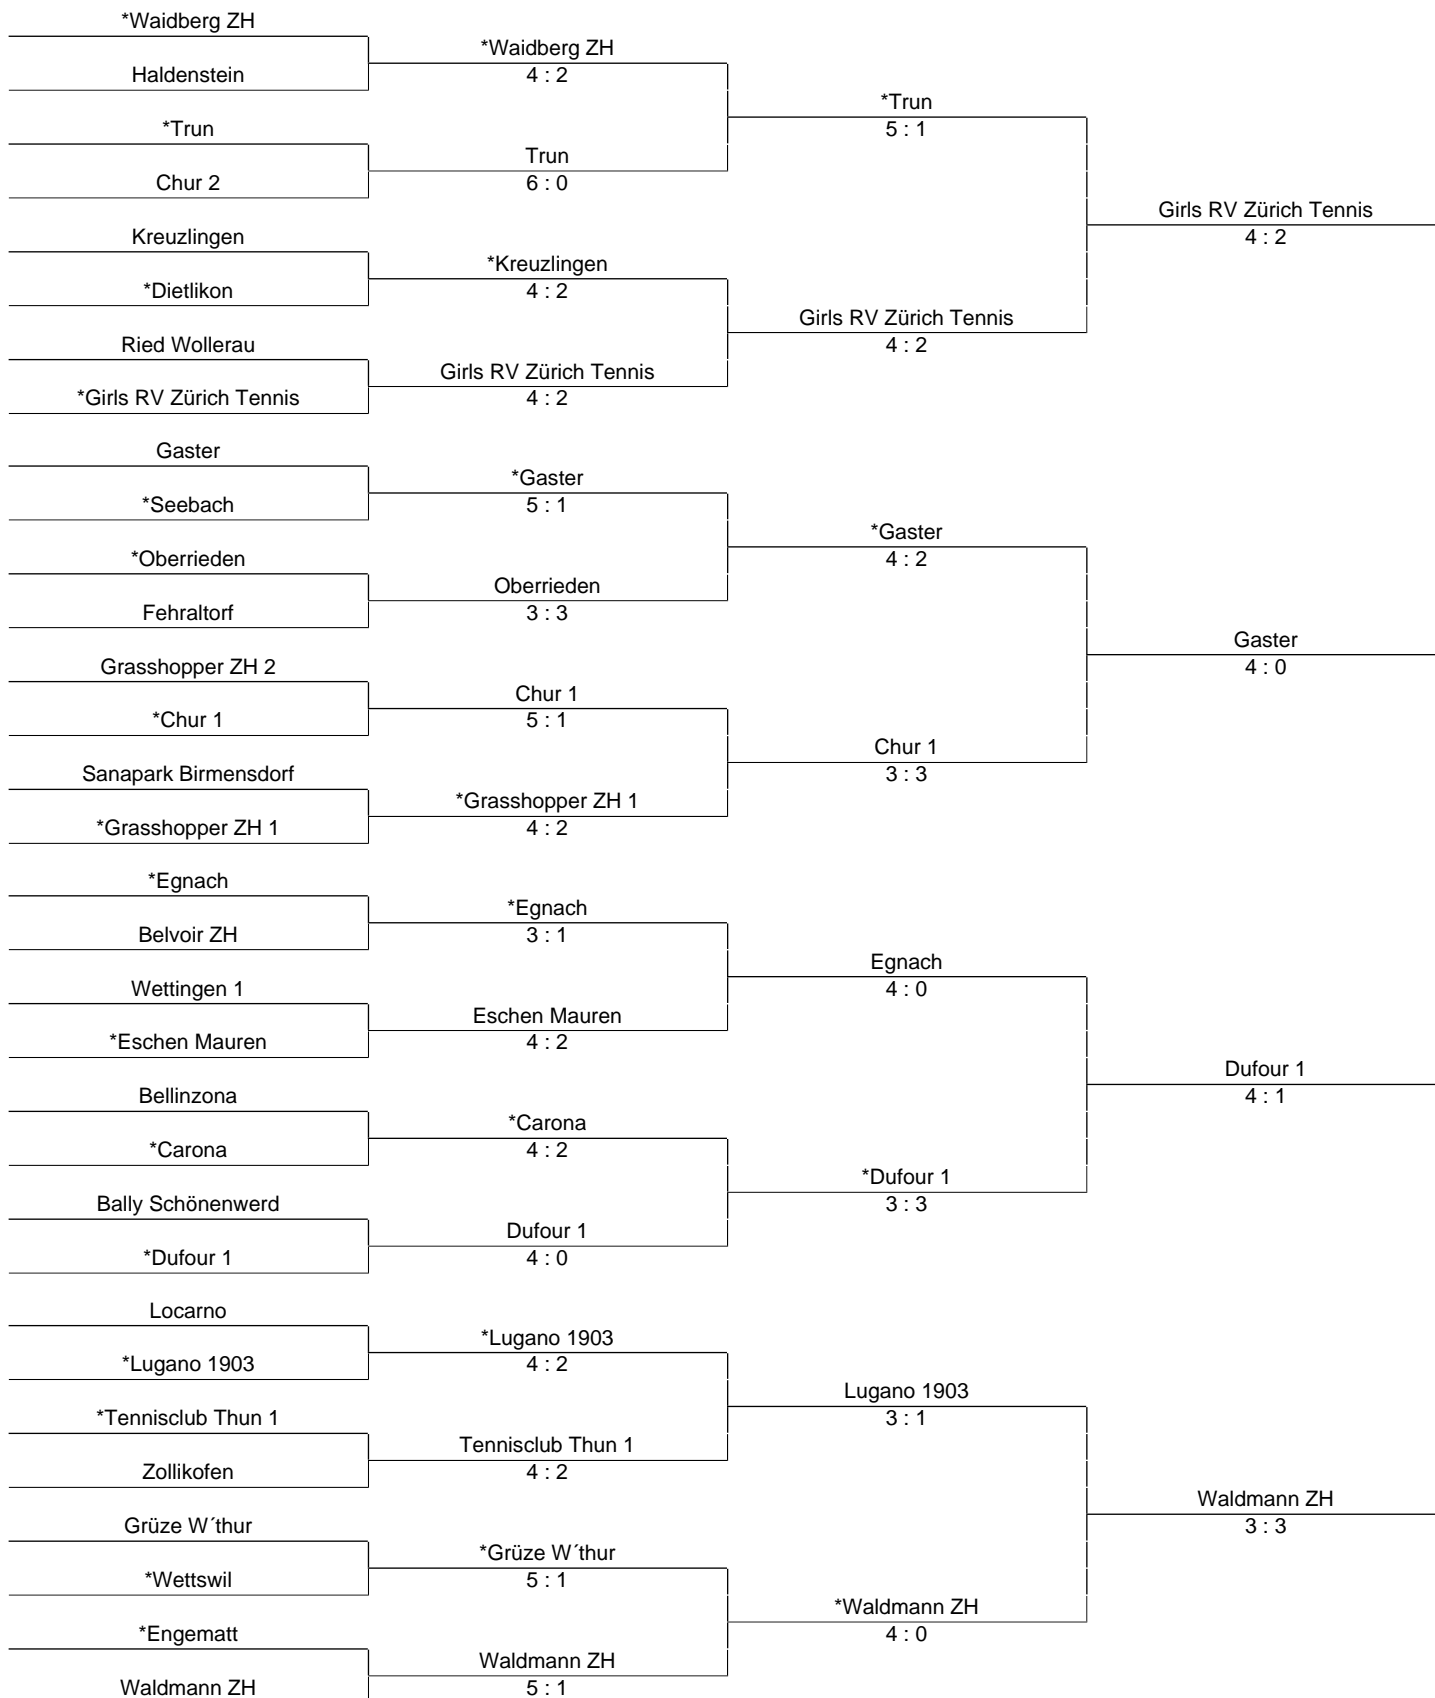 *Waidberg ZH
Haldenstein
*Trun
Chur 2
Kreuzlingen
*Dietlikon
Ried Wollerau
*Girls RV Zürich Tennis
Gaster
*Seebach
*Oberrieden
Fehraltorf
Grasshopper ZH 2
*Chur 1
Sanapark Birmensdorf
*Grasshopper ZH 1
*Egnach
Belvoir ZH
Wettingen 1
*Eschen Mauren
Bellinzona
*Carona
Bally Schönenwerd
*Dufour 1
Locarno
*Lugano 1903
*Tennisclub Thun 1
Zollikofen
Grüze W´thur
*Wettswil
*Engematt
Waldmann ZH
*Waidberg ZH
4 : 2
Trun
6 : 0
*Kreuzlingen
4 : 2
Girls RV Zürich Tennis
4 : 2
*Gaster
5 : 1
Oberrieden
3 : 3
Chur 1
5 : 1
*Grasshopper ZH 1
4 : 2
*Egnach
3 : 1
Eschen Mauren
4 : 2
*Carona
4 : 2
Dufour 1
4 : 0
*Lugano 1903
4 : 2
Tennisclub Thun 1
4 : 2
*Grüze W´thur
5 : 1
Waldmann ZH
5 : 1
*Trun
5 : 1
Girls RV Zürich Tennis
4 : 2
*Gaster
4 : 2
Chur 1
3 : 3
Egnach
4 : 0
*Dufour 1
3 : 3
Lugano 1903
3 : 1
*Waldmann ZH
4 : 0
Girls RV Zürich Tennis
4 : 2
Gaster
4 : 0
Dufour 1
4 : 1
Waldmann ZH
3 : 3